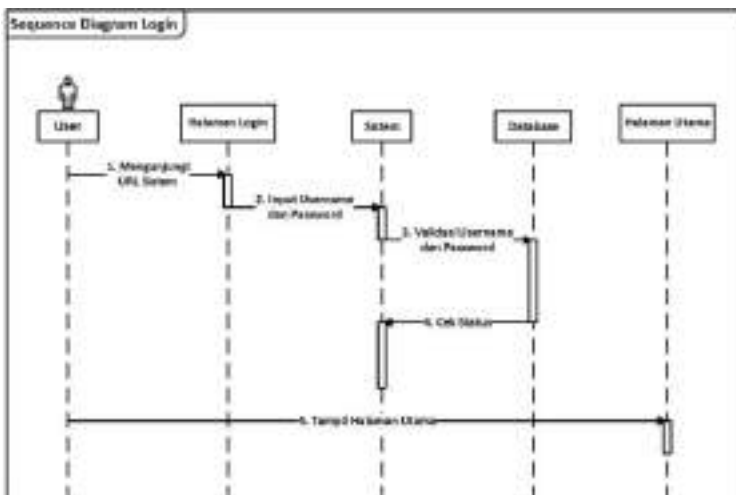 Sequence Diagram Login
User
Halaman Login
Sistem
Database
Halaman Utama
1. Mengunjungi
URL Sistem
2. Input Username
dan Password
3. Validasi Username
dan Password
4. Cek Status
5. Tampil Halaman Utama